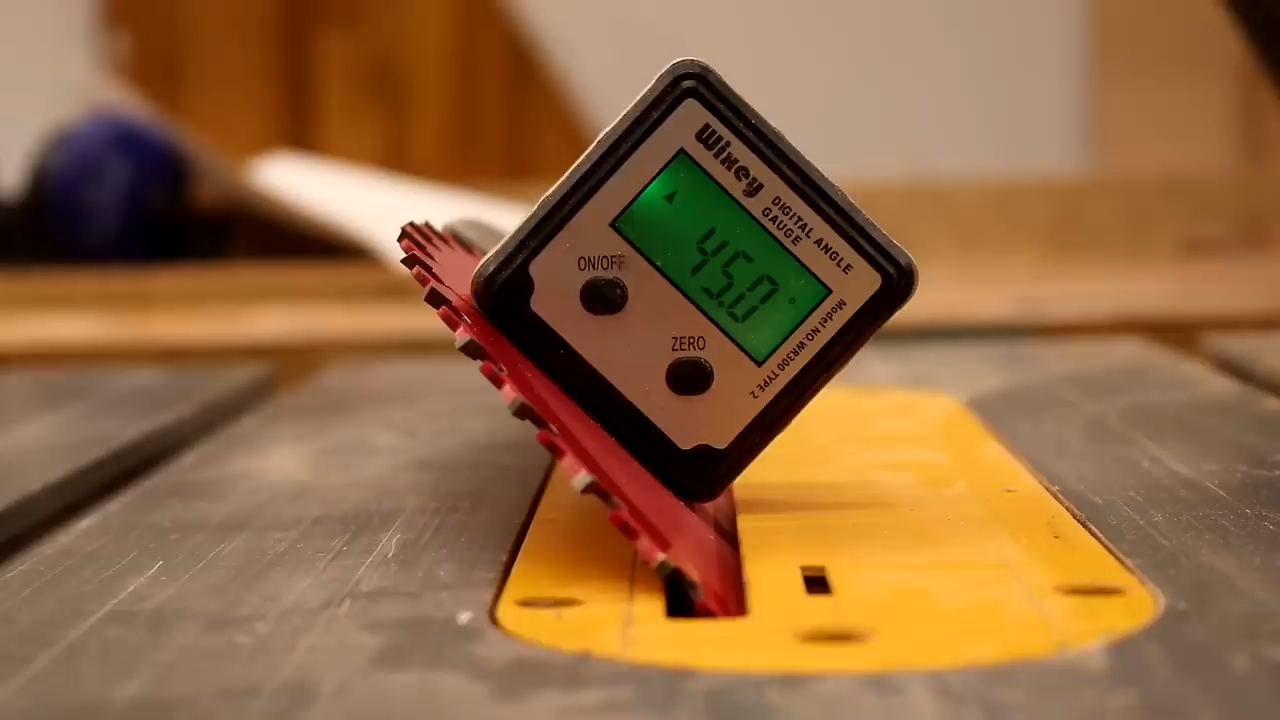 Wixey
DIGITAL ANGLE
GAUGE
45.0°
ON/OFF
ZERO
Model NO.WR300 TYPE 2